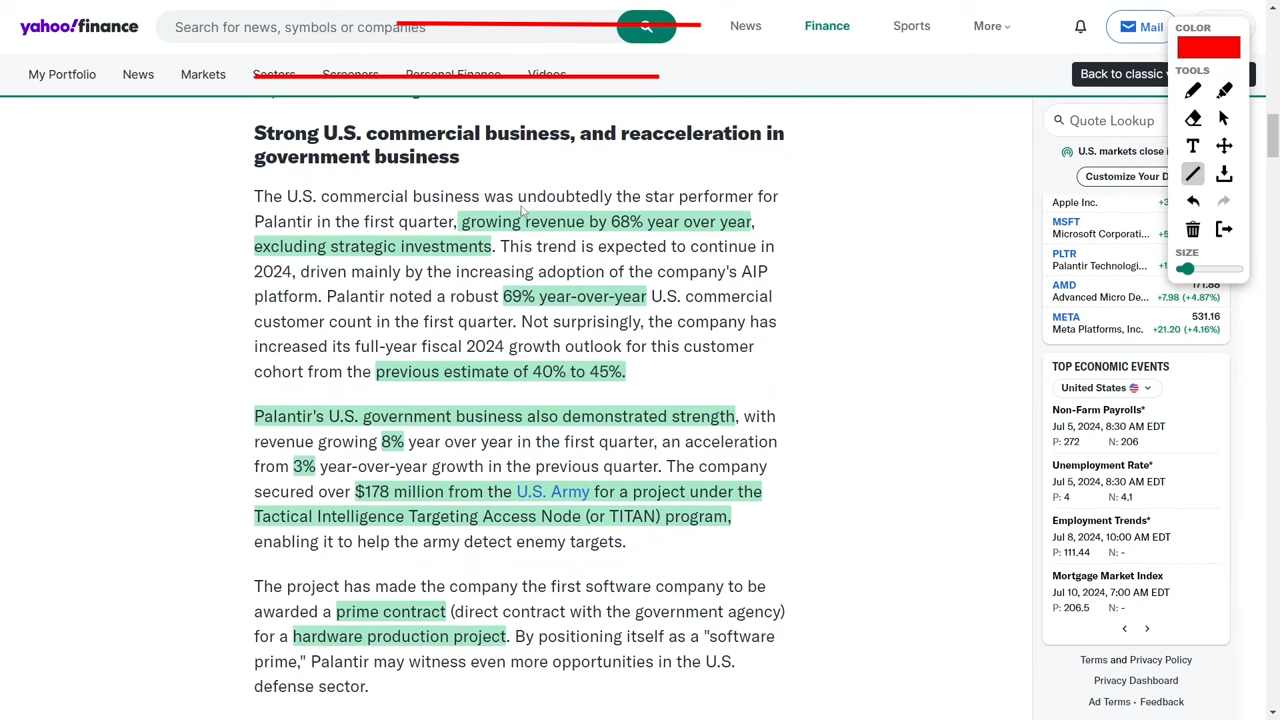 yahoo!finance
Search for news, symbols or companies
News
Finance
Sports
More
Mail
COLOR
My Portfolio
News
Markets
Sectors
Screeners
Personal Finance
Videos
Back to classic
TOOLS
Strong U.S. commercial business, and reacceleration in
government business
The U.S. commercial business was undoubtedly the star performer for
Palantir in the first quarter, growing revenue by 68% year over year,
excluding strategic investments. This trend is expected to continue in
2024, driven mainly by the increasing adoption of the company's AIP
platform. Palantir noted a robust 69% year-over-year U.S. commercial
customer count in the first quarter. Not surprisingly, the company has
increased its full-year fiscal 2024 growth outlook for this customer
cohort from the previous estimate of 40% to 45%.
Palantir's U.S. government business also demonstrated strength, with
revenue growing 8% year over year in the first quarter, an acceleration
from 3% year-over-year growth in the previous quarter. The company
secured over $178 million from the U.S. Army for a project under the
Tactical Intelligence Targeting Access Node (or TITAN) program,
enabling it to help the army detect enemy targets.
The project has made the company the first software company to be
awarded a prime contract (direct contract with the government agency)
for a hardware production project. By positioning itself as a "software
prime," Palantir may witness even more opportunities in the U.S.
defense sector.
Quote Lookup
U.S. markets close i
Customize Your D
T
SIZE
Apple Inc.
MSFT
Microsoft Corporati...
PLTR
Palantir Technologi...
AMD
171.88
Advanced Micro De... +7.98 (+4.87%)
META 531.16
Meta Platforms, Inc. +21.20 (+4.16%)
TOP ECONOMIC EVENTS
United States
Non-Farm Payrolls*
Jul 5, 2024, 8:30 AM EDT
P: 272 N: 206
Unemployment Rate*
Jul 5, 2024, 8:30 AM EDT
P: 4 N: 4.1
Employment Trends*
Jul 8, 2024, 10:00 AM EDT
P: 111.44 N: -
Mortgage Market Index
Jul 10, 2024, 7:00 AM EDT
P: 206.5 N: -
Terms and Privacy Policy
Privacy Dashboard
Ad Terms • Feedback